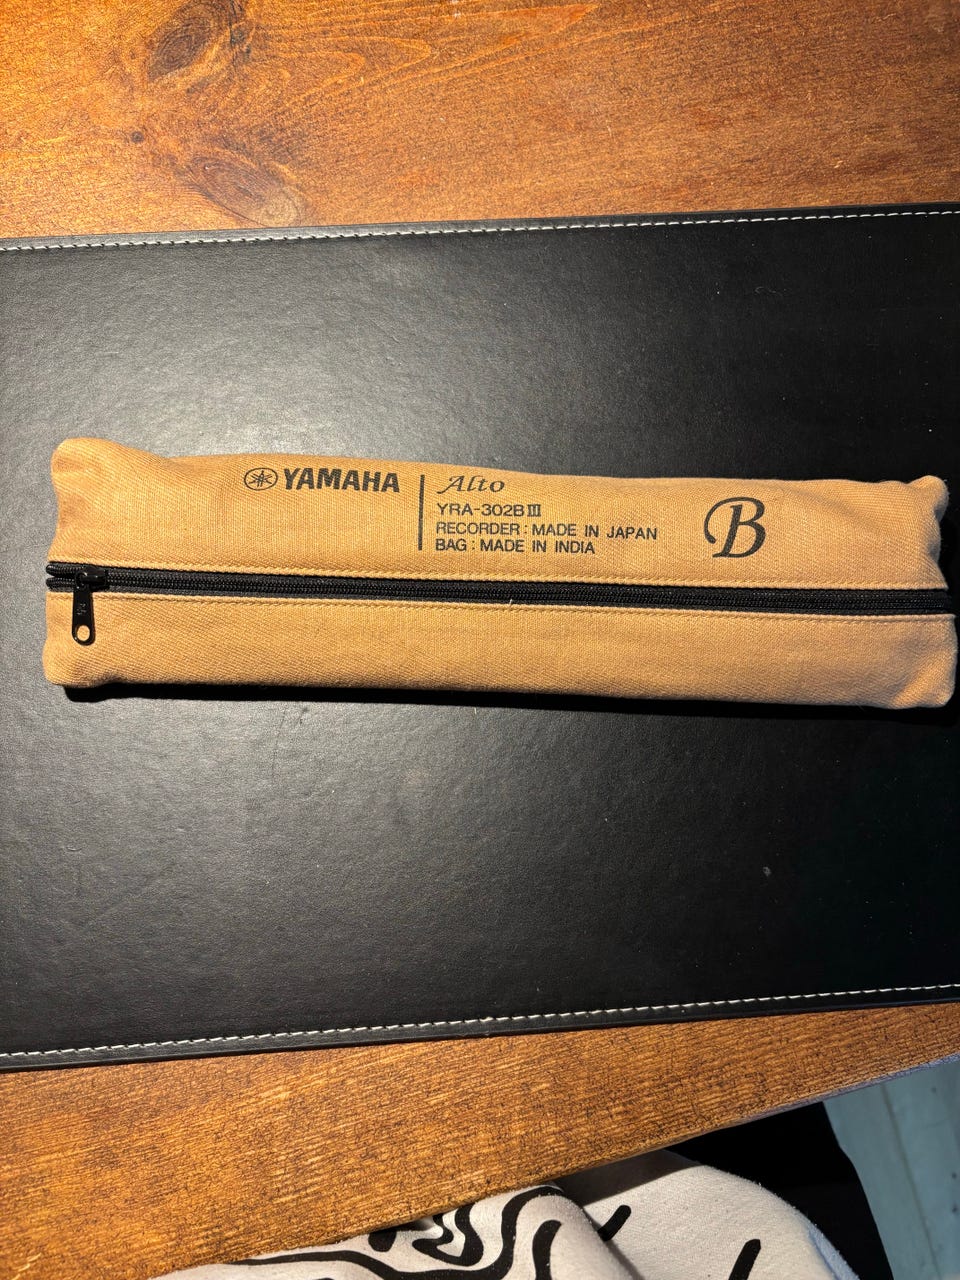 YAMAHA
Alto
YRA-302BⅢ
RECORDER : MADE IN JAPAN
BAG : MADE IN INDIA
B